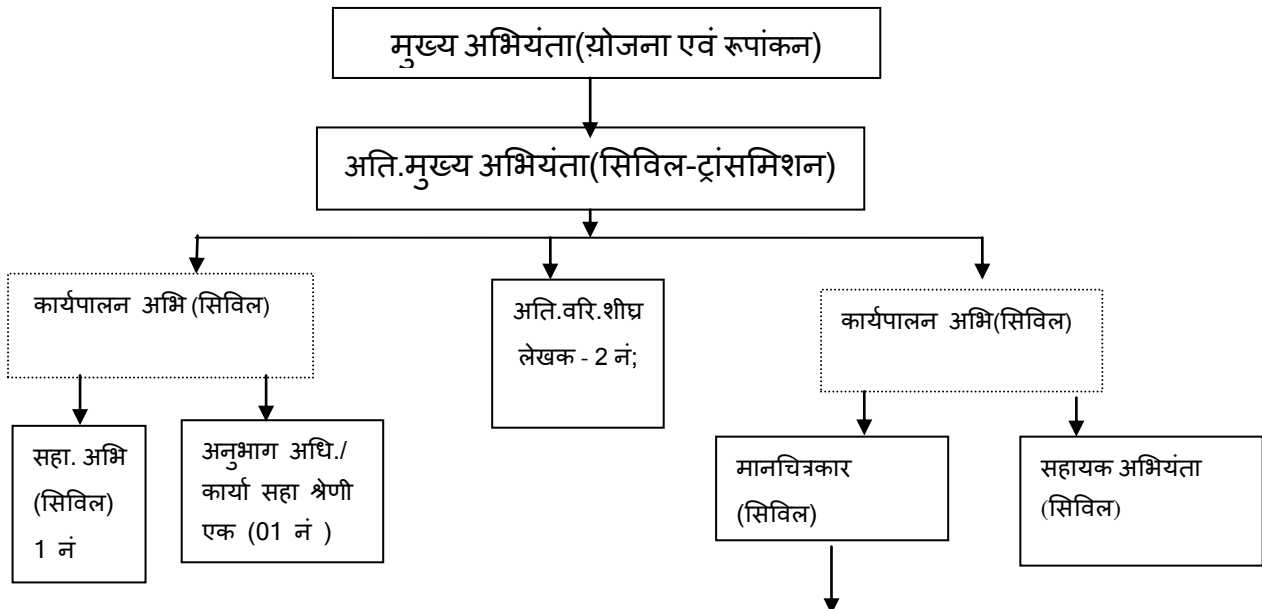 मुख्य अभियंता(य़ोजना एवं रूपांकन)
अति.मुख्य अभियंता(सिविल-ट्रांसमिशन)
कार्यपालन अभि (सिविल)
अति.वरि.शीघ्र
लेखक - 2 नं;
कार्यपालन अभि(सिविल)
सहा. अभि
(सिविल)
1 नं
अनुभाग अधि./
कार्या सहा श्रेणी
एक (01 नं )
मानचित्रकार
(सिविल)
सहायक अभियंता
(सिविल)